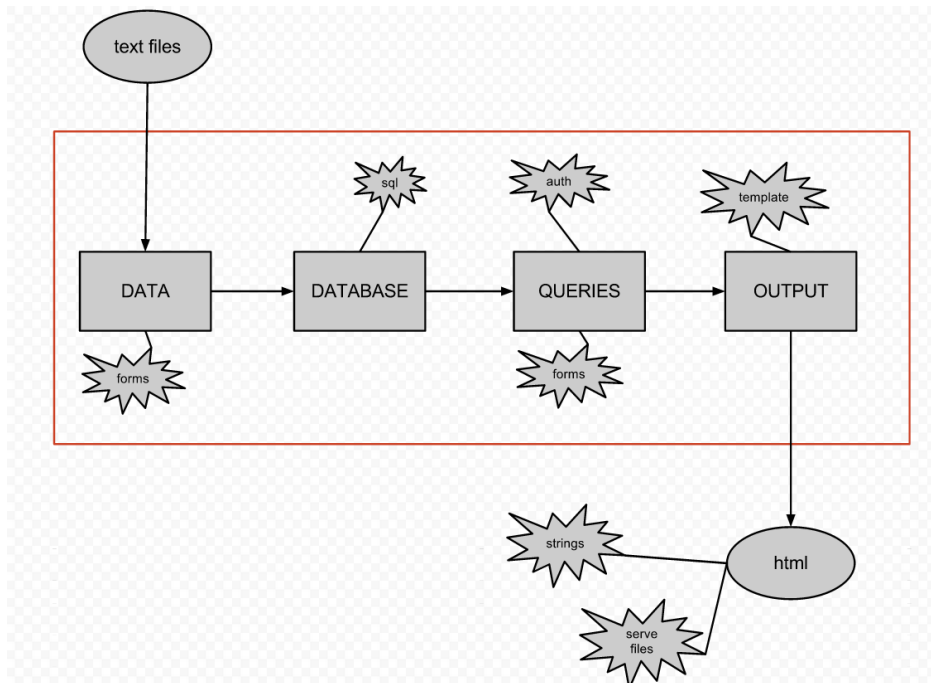 text files
sql
auth
template
DATA
DATABASE
QUERIES
OUTPUT
forms
forms
strings
html
serve
files